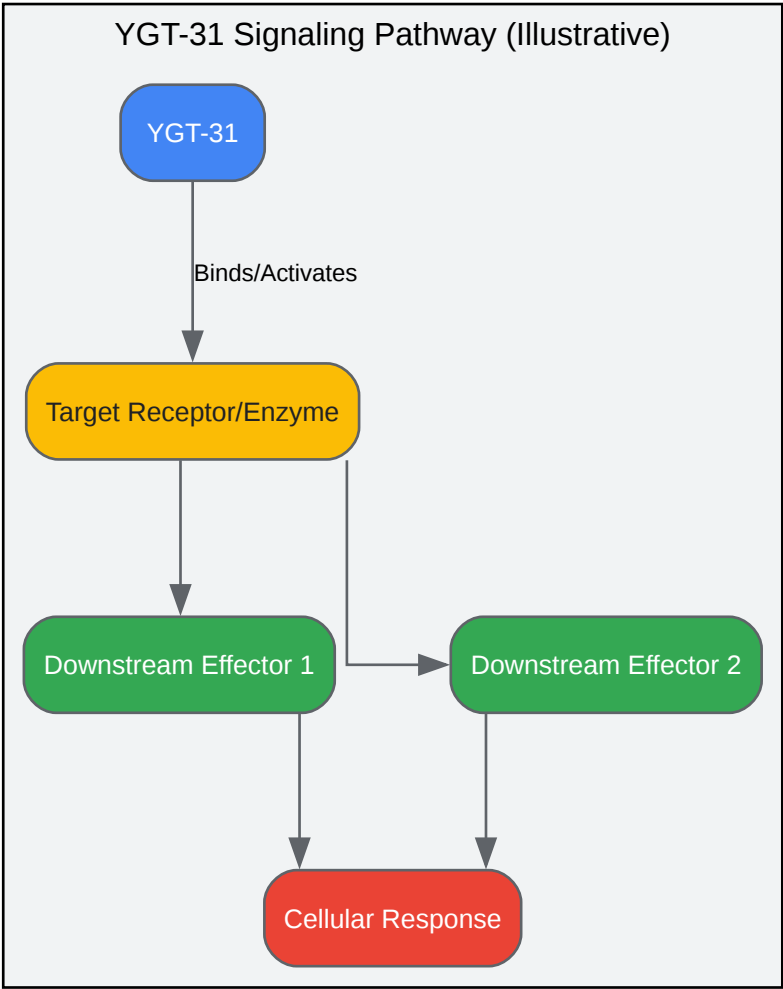 YGT-31 Signaling Pathway (Illustrative)
YGT-31
Binds/Activates
Target Receptor/Enzyme
Downstream Effector 1
Downstream Effector 2
Cellular Response